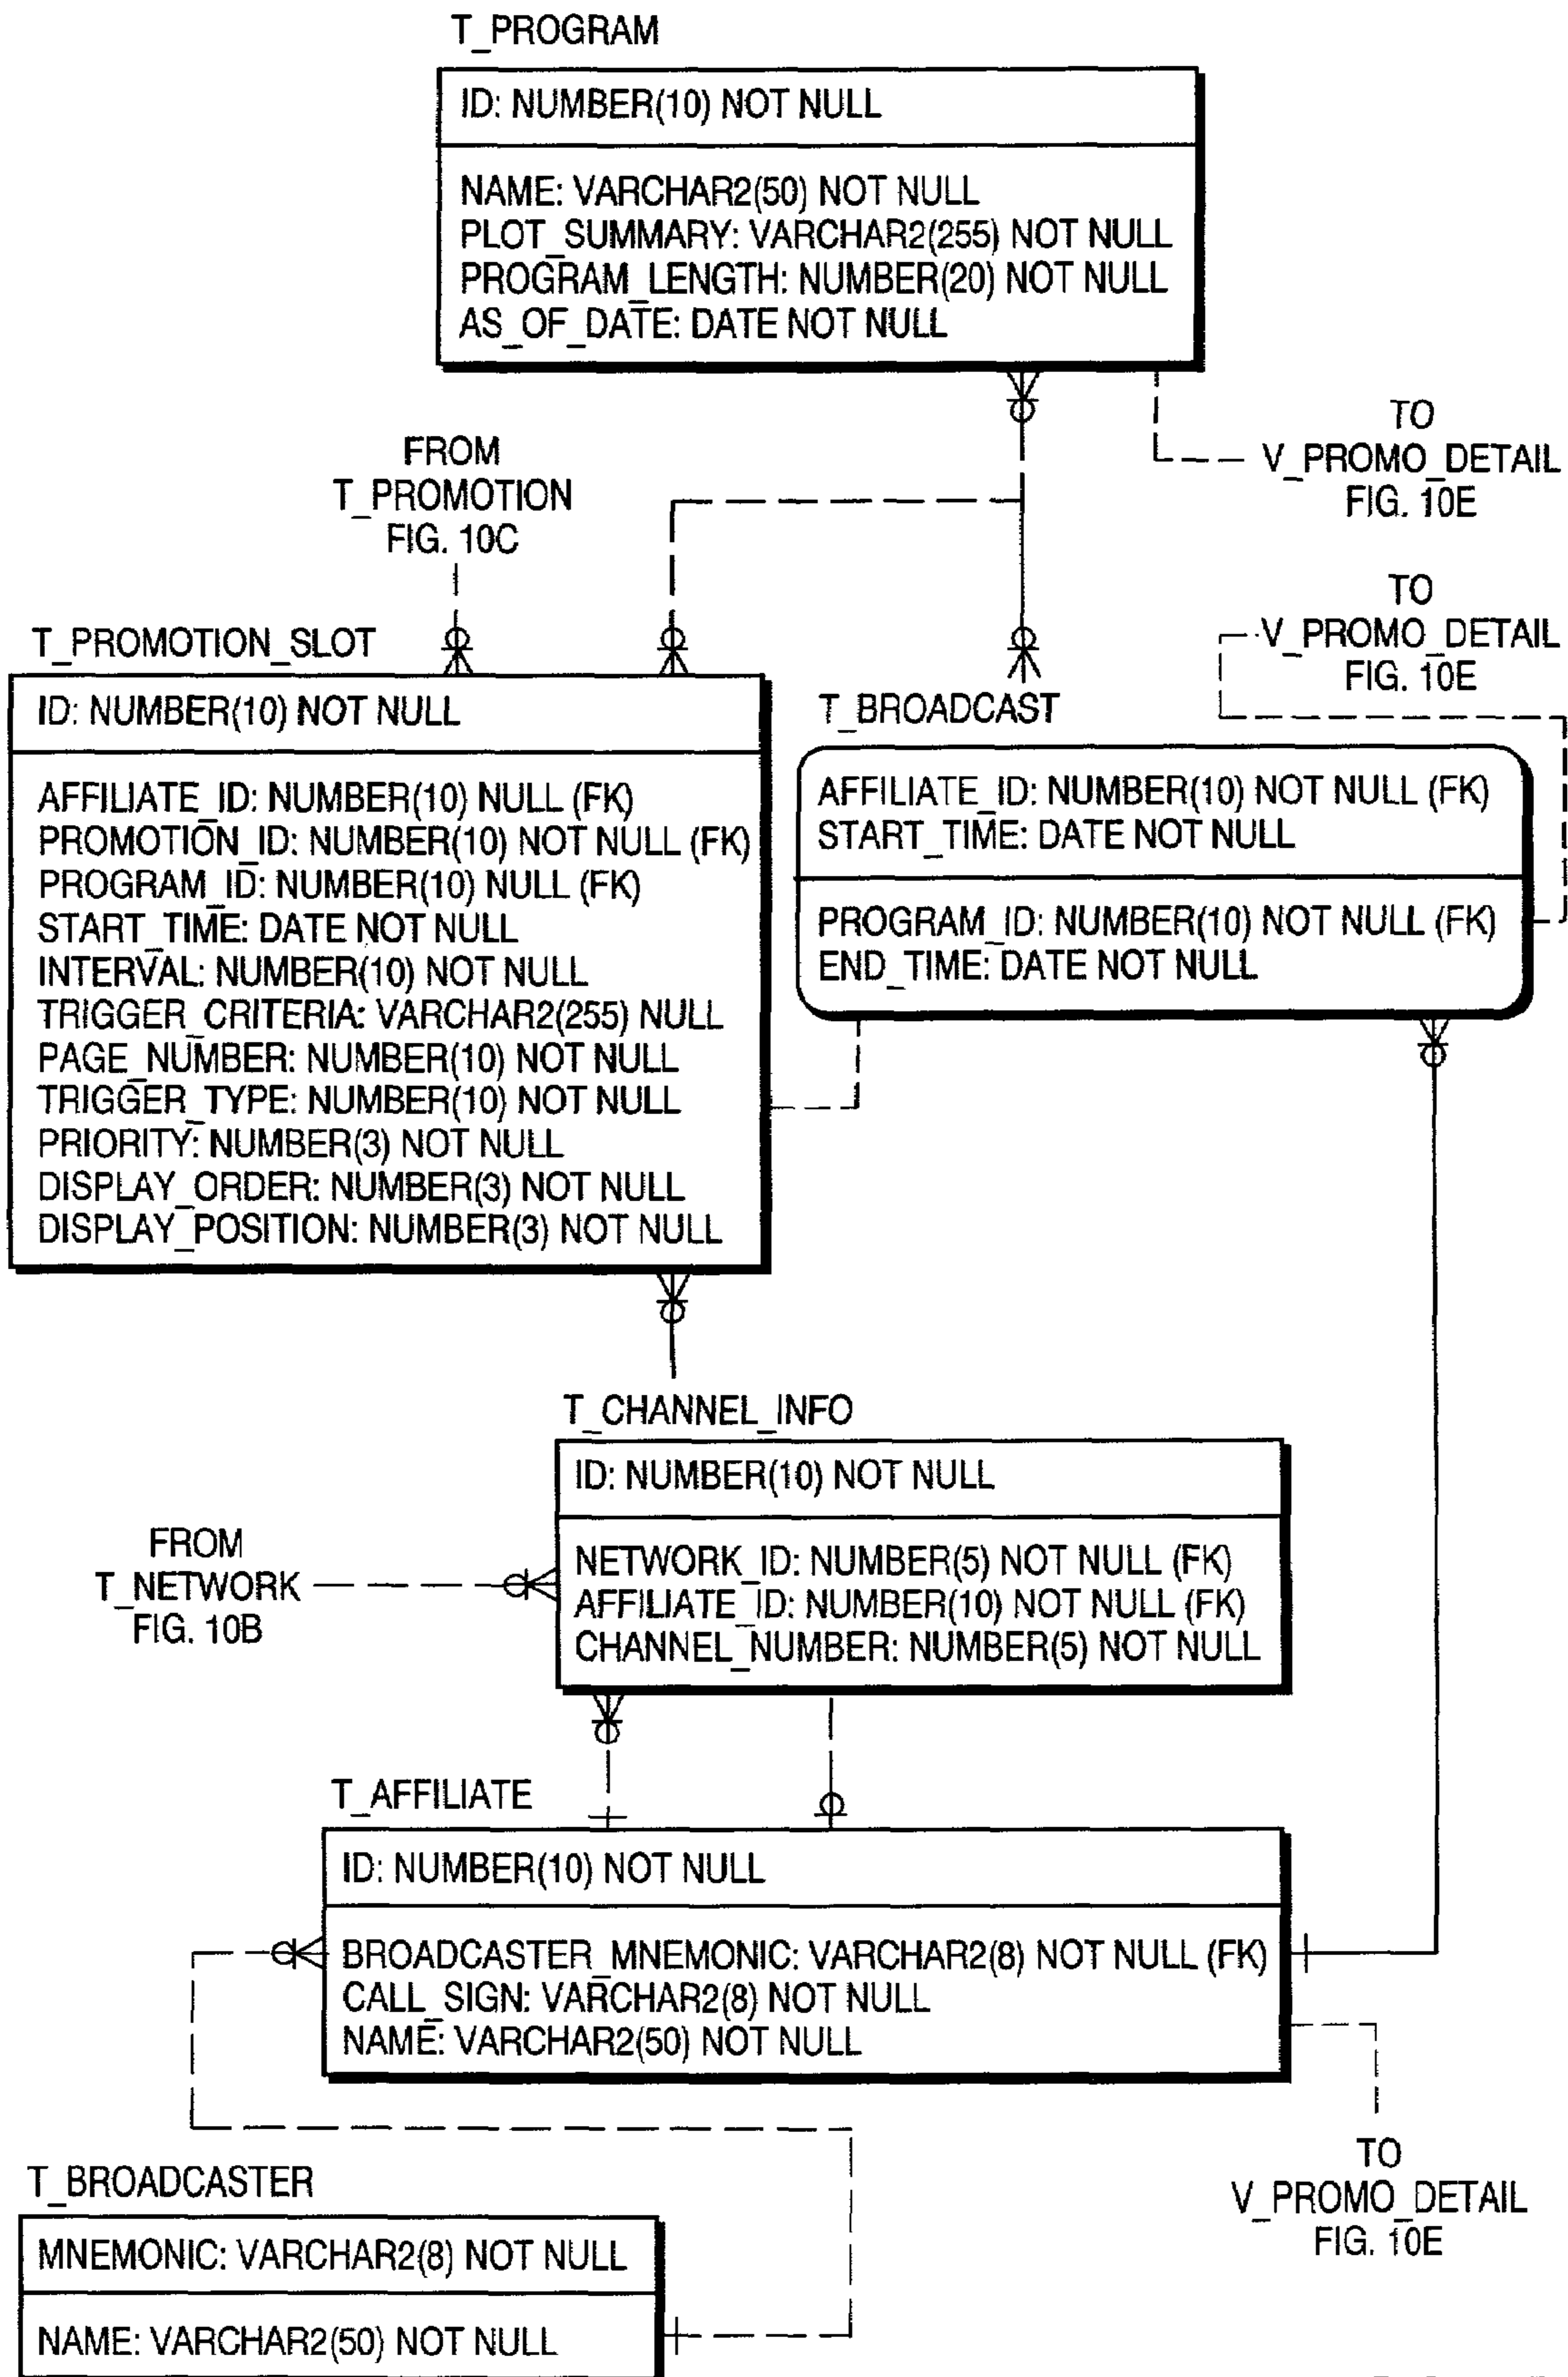 T_PROGRAM
ID: NUMBER(10) NOT NULL
NAME: VARCHAR2(50) NOT NULL
PLOT_SUMMARY: VARCHAR2(255) NOT NULL
PROGRAM_LENGTH: NUMBER(20) NOT NULL
AS_OF_DATE: DATE NOT NULL
TO
V_PROMO_DETAIL
FIG. 10E
FROM
T_PROMOTION
FIG. 10C
TO
V_PROMO_DETAIL
FIG. 10E
T_PROMOTION_SLOT
ID: NUMBER(10) NOT NULL
AFFILIATE_ID: NUMBER(10) NULL (FK)
PROMOTION_ID: NUMBER(10) NOT NULL (FK)
PROGRAM_ID: NUMBER(10) NULL (FK)
START_TIME: DATE NOT NULL
INTERVAL: NUMBER(10) NOT NULL
TRIGGER_CRITERIA: VARCHAR2(255) NULL
PAGE_NUMBER: NUMBER(10) NOT NULL
TRIGGER_TYPE: NUMBER(10) NOT NULL
PRIORITY: NUMBER(3) NOT NULL
DISPLAY_ORDER: NUMBER(3) NOT NULL
DISPLAY_POSITION: NUMBER(3) NOT NULL
T_BROADCAST
AFFILIATE_ID: NUMBER(10) NOT NULL (FK)
START_TIME: DATE NOT NULL
PROGRAM_ID: NUMBER(10) NOT NULL (FK)
END_TIME: DATE NOT NULL
T_CHANNEL_INFO
ID: NUMBER(10) NOT NULL
NETWORK_ID: NUMBER(5) NOT NULL (FK)
AFFILIATE_ID: NUMBER(10) NOT NULL (FK)
CHANNEL_NUMBER: NUMBER(5) NOT NULL
FROM
T_NETWORK
FIG. 10B
T_AFFILIATE
ID: NUMBER(10) NOT NULL
BROADCASTER_MNEMONIC: VARCHAR2(8) NOT NULL (FK)
CALL_SIGN: VARCHAR2(8) NOT NULL
NAME: VARCHAR2(50) NOT NULL
TO
V_PROMO_DETAIL
FIG. 10E
T_BROADCASTER
MNEMONIC: VARCHAR2(8) NOT NULL
NAME: VARCHAR2(50) NOT NULL